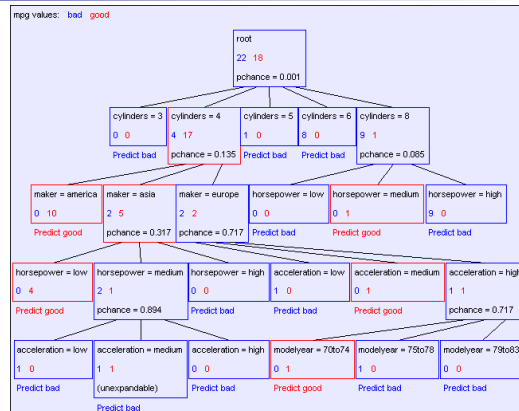 mpg values: bad good
root
22 18
pchance = 0.001
cylinders = 3
0 0
Predict bad
cylinders = 4
4 17
pchance = 0.135
cylinders = 5
1 0
Predict bad
cylinders = 6
8 0
Predict bad
cylinders = 8
9 1
pchance = 0.085
maker = america
0 10
Predict good
maker = asia
2 5
pchance = 0.317
maker = europe
2 2
pchance = 0.717
horsepower = low
0 0
Predict bad
horsepower = medium
0 1
Predict good
horsepower = high
9 0
Predict bad
horsepower = low
0 4
Predict good
horsepower = medium
2 1
pchance = 0.894
horsepower = high
0 0
Predict bad
acceleration = low
1 0
Predict bad
acceleration = medium
0 1
Predict good
acceleration = high
1 1
pchance = 0.717
acceleration = low
1 0
Predict bad
acceleration = medium
1 1
(unexpandable)
Predict bad
acceleration = high
0 0
Predict bad
modelyear = 70to74
0 1
Predict good
modelyear = 75to78
1 0
Predict bad
modelyear = 79to83
0 0
Predict bad